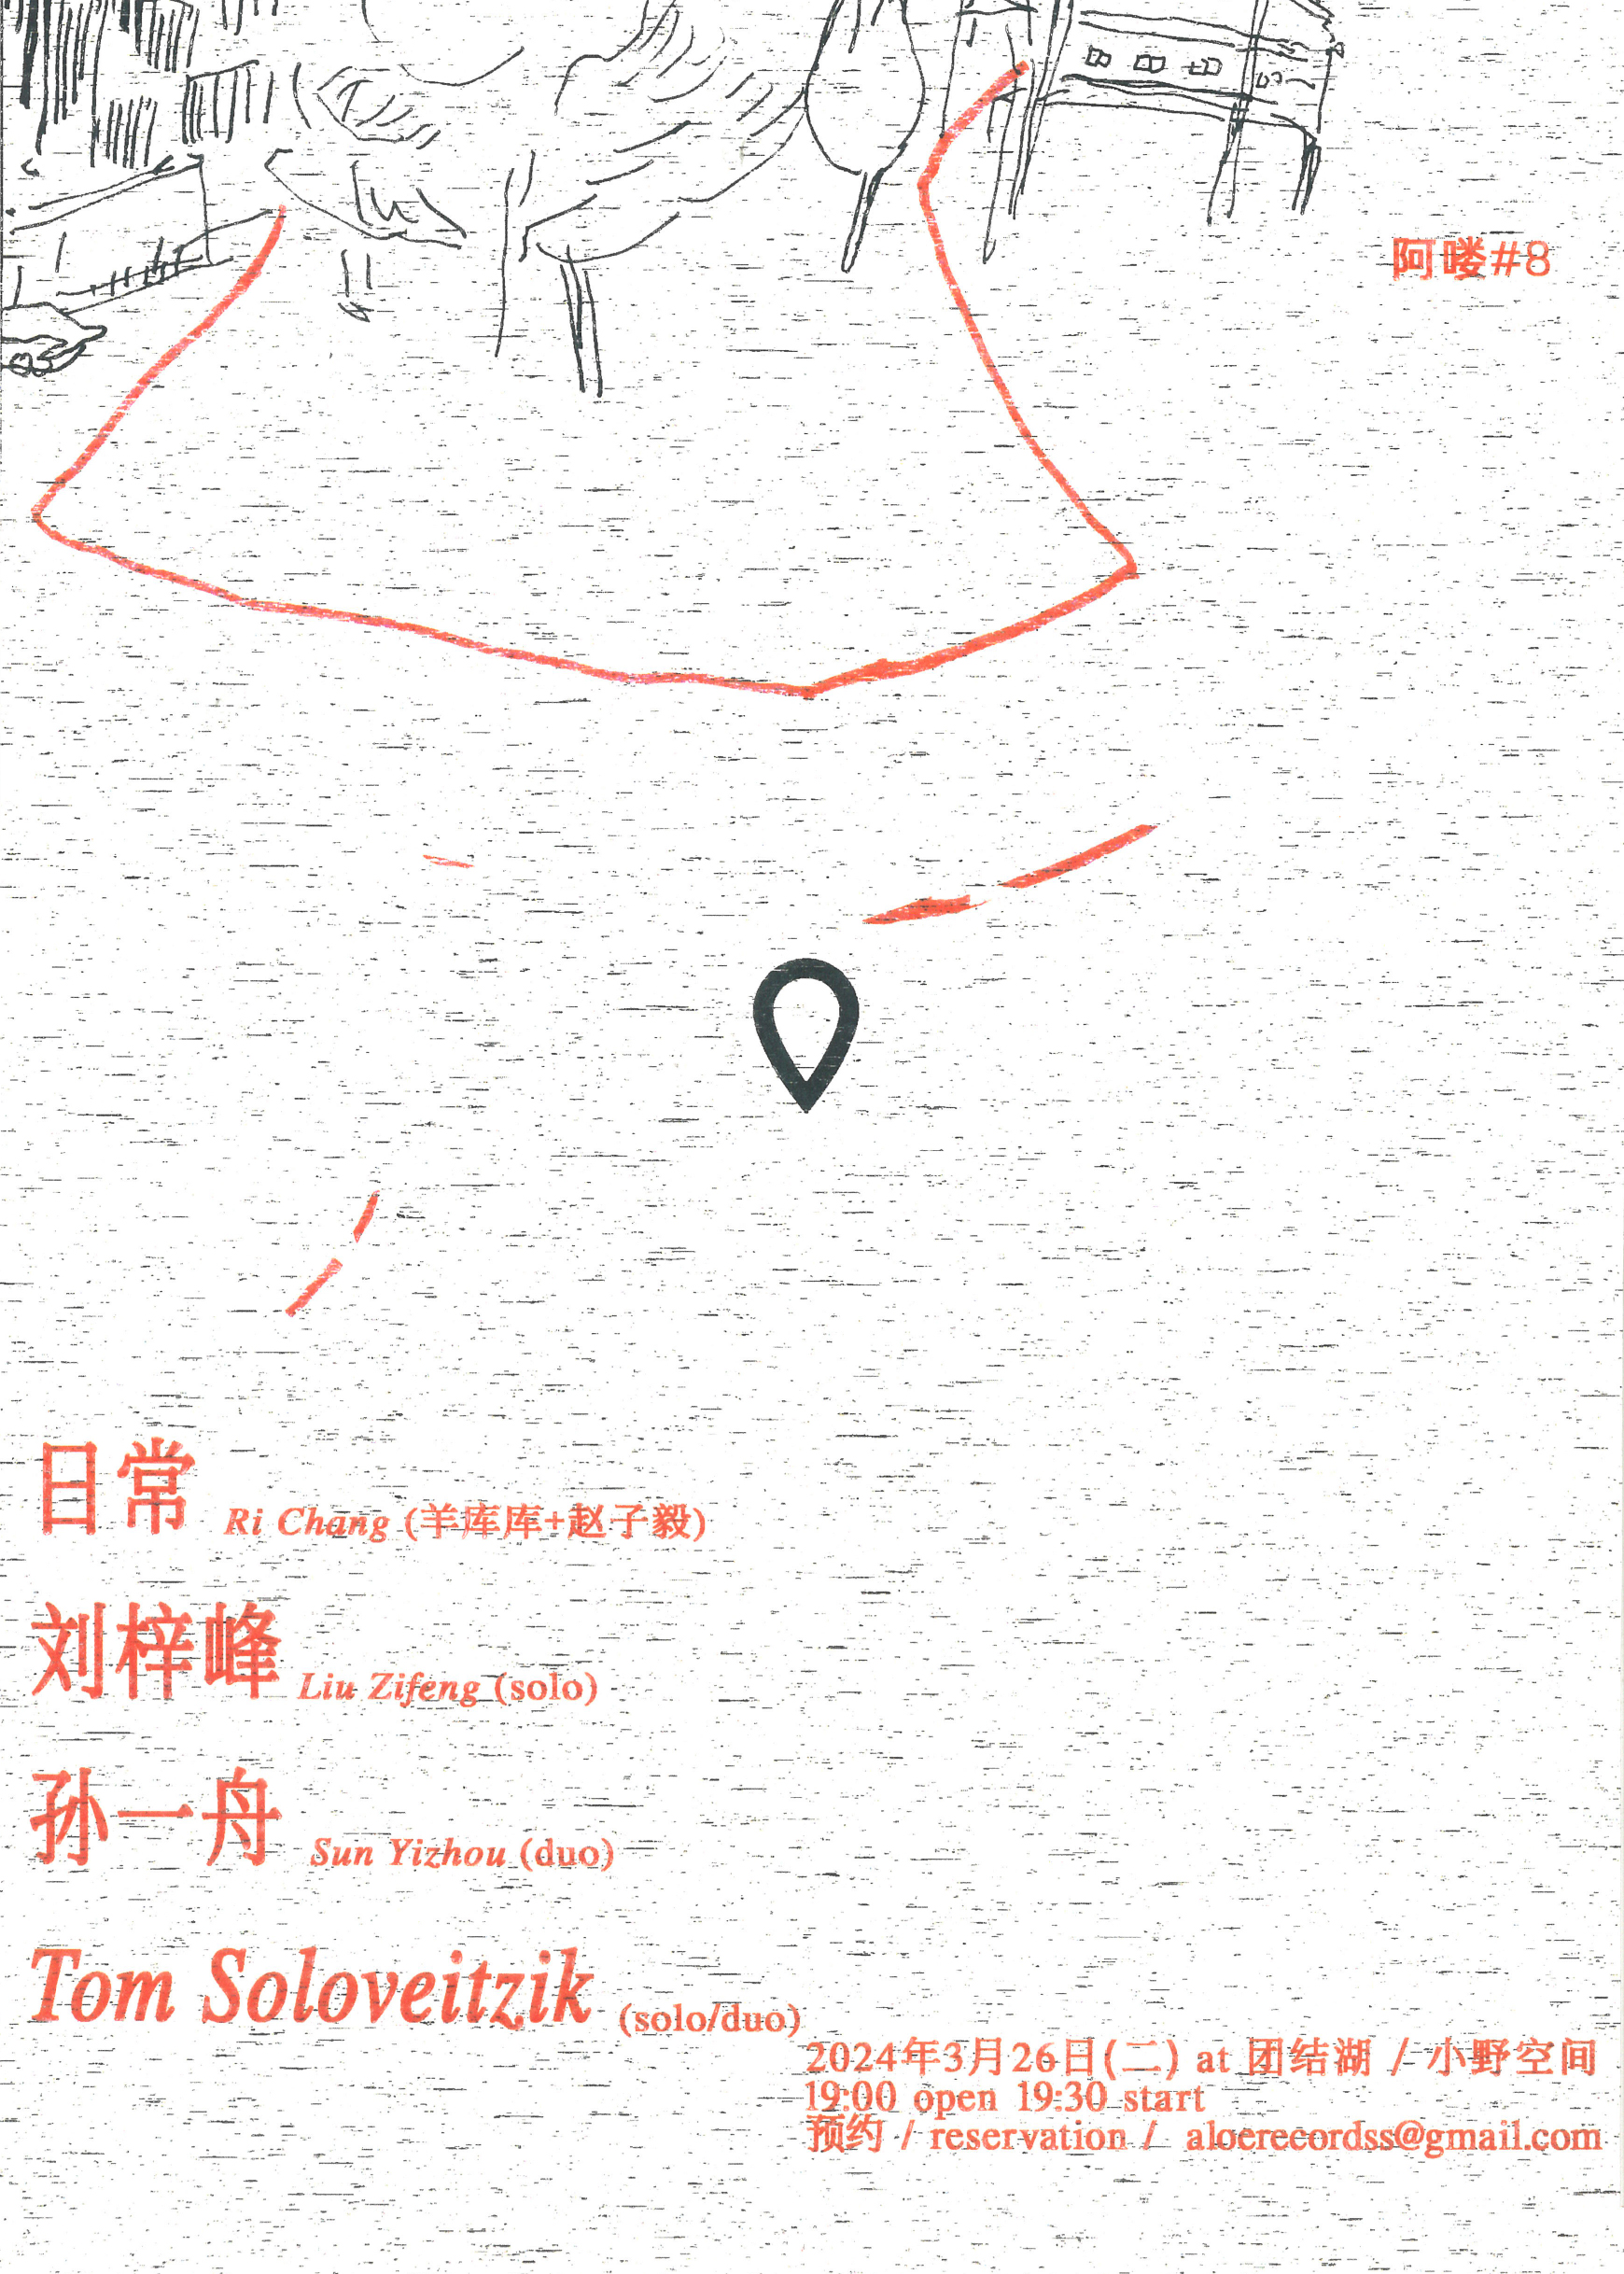 阿喽#8
日常 Ri Chang (羊库库+赵子毅)
刘梓峰 Liu Zifeng (solo)
孙一舟 Sun Yizhou (duo)
Tom Soloveitzik (solo/duo)
2024年3月26日(二) at 团结湖 / 小野空间
19:00 open 19:30 start
预约 / reservation / aloerecordss@gmail.com